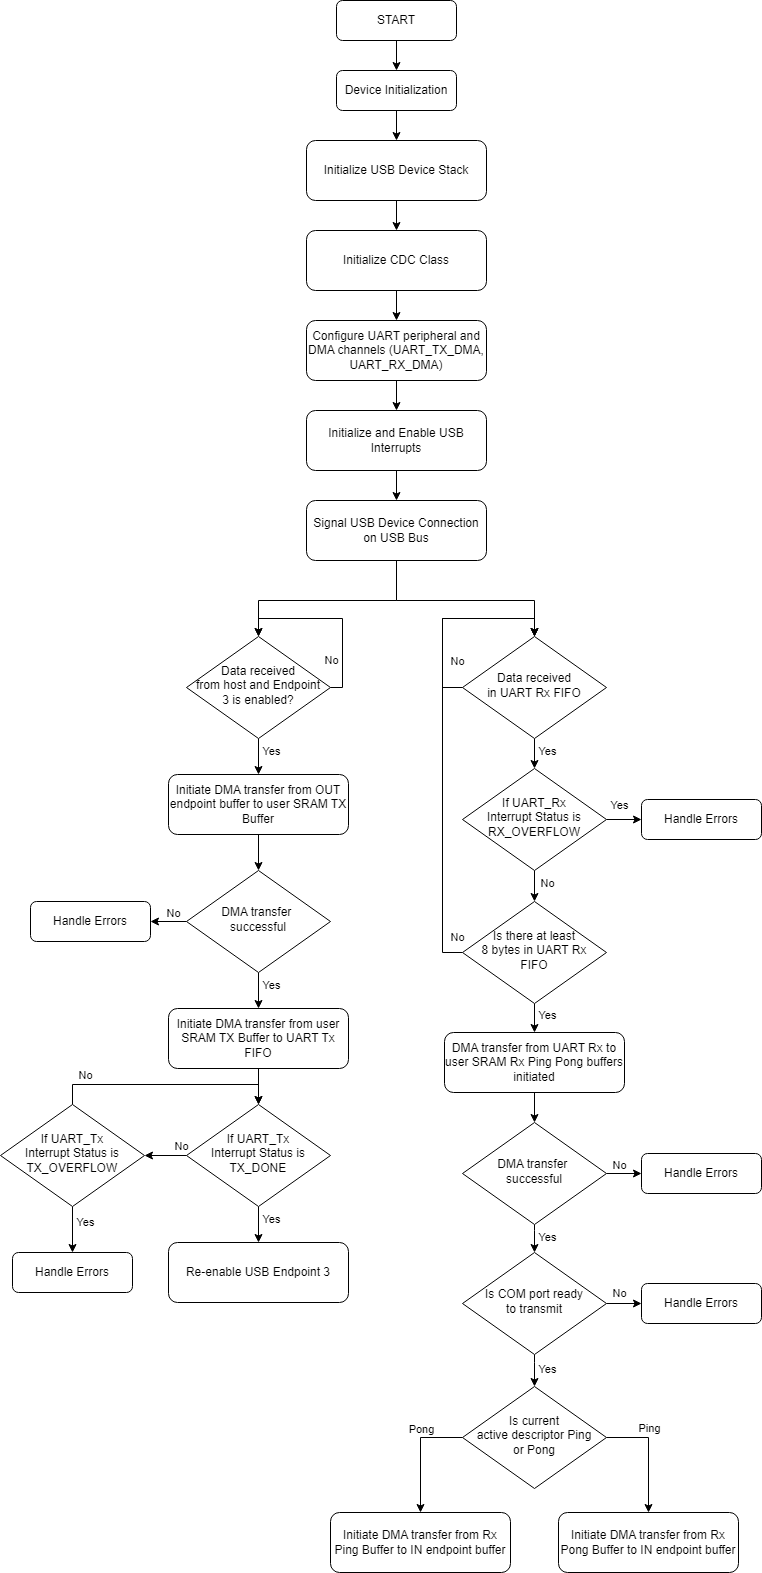 START
Device Initialization
Initialize USB Device Stack
Initialize CDC Class
Configure UART peripheral and
DMA channels (UART_TX_DMA,
UART_RX_DMA)
Initialize and Enable USB
Interrupts
Signal USB Device Connection
on USB Bus
Data received
from host and Endpoint
3 is enabled?
No
Yes
Initiate DMA transfer from OUT
endpoint buffer to user SRAM TX
Buffer
DMA transfer
successful
No
Handle Errors
Yes
Initiate DMA transfer from user
SRAM TX Buffer to UART Tx
FIFO
No
If UART_Tx
Interrupt Status is
TX_DONE
No
If UART_Tx
Interrupt Status is
TX_OVERFLOW
Yes
Handle Errors
Yes
Re-enable USB Endpoint 3
Data received
in UART Rx FIFO
No
Yes
If UART_Rx
Interrupt Status is
RX_OVERFLOW
Yes
Handle Errors
No
Is there at least
8 bytes in UART Rx
FIFO
No
Yes
DMA transfer from UART Rx to
user SRAM Rx Ping Pong buffers
initiated
DMA transfer
successful
No
Handle Errors
Yes
Is COM port ready
to transmit
No
Handle Errors
Yes
Is current
active descriptor Ping
or Pong
Pong
Ping
Initiate DMA transfer from Rx
Ping Buffer to IN endpoint buffer
Initiate DMA transfer from Rx
Pong Buffer to IN endpoint buffer